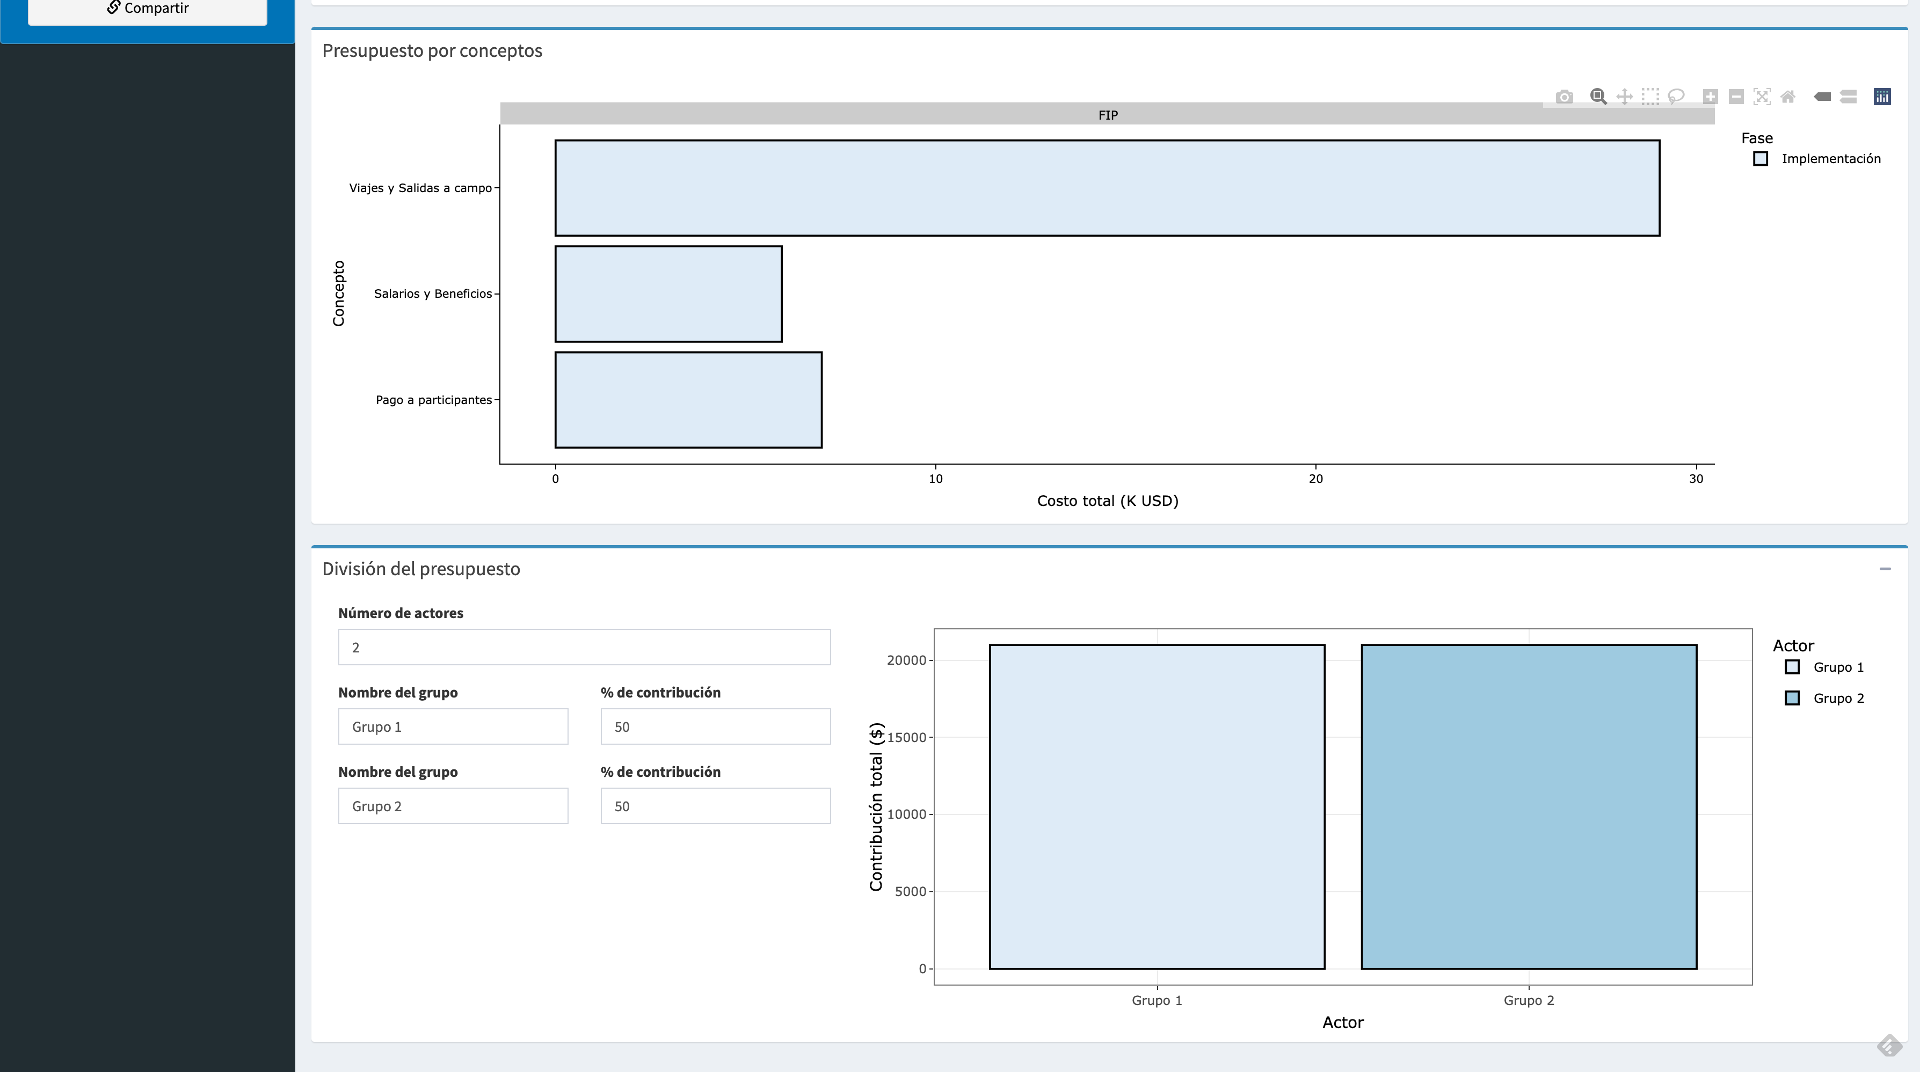 Compartir
Presupuesto por conceptos
FIP
Fase
Implementación
Viajes y Salidas a campo
Salarios y Beneficios
Pago a participantes
Concepto
0 10 20 30
Costo total (K USD)
División del presupuesto
Número de actores
2
Nombre del grupo % de contribución
Grupo 1 50
Nombre del grupo % de contribución
Grupo 2 50
Contribución total ($)
20000
15000
10000
5000
0
Grupo 1 Grupo 2
Actor
Actor
Grupo 1
Grupo 2